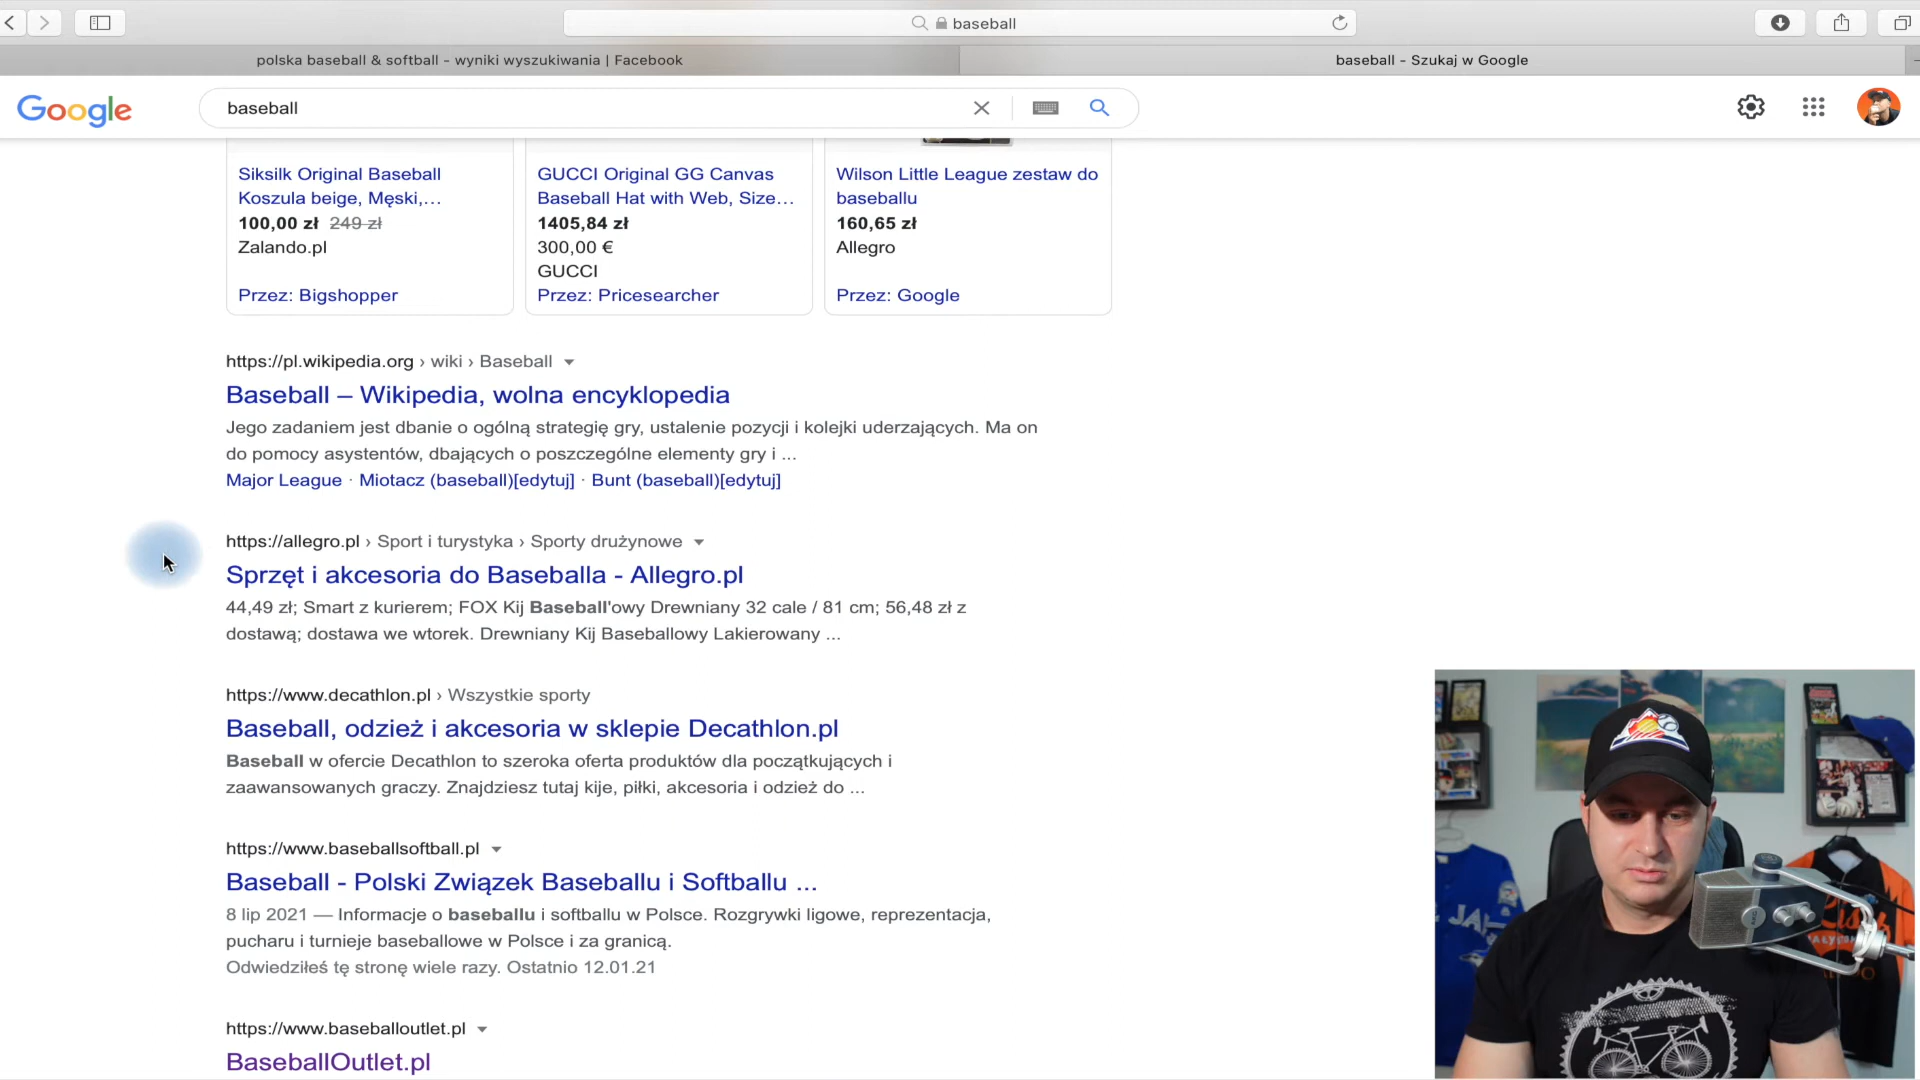 baseball
polska baseball & softball – wyniki wyszukiwania | Facebook
baseball - Szukaj w Google
Google
baseball
Siksilk Original Baseball
Koszula beige, Męski,…
100,00 zł 249 zł
Zalando.pl
Przez: Bigshopper
GUCCI Original GG Canvas
Baseball Hat with Web, Size…
1405,84 zł
300,00 €
GUCCI
Przez: Pricesearcher
Wilson Little League zestaw do
baseballu
160,65 zł
Allegro
Przez: Google
https://pl.wikipedia.org › wiki › Baseball
Baseball – Wikipedia, wolna encyklopedia
Jego zadaniem jest dbanie o ogólną strategię gry, ustalenie pozycji i kolejki uderzających. Ma on
do pomocy asystentów, dbających o poszczególne elementy gry i ...
Major League · Miotacz (baseball)[edytuj] · Bunt (baseball)[edytuj]
https://allegro.pl › Sport i turystyka › Sporty drużynowe
Sprzęt i akcesoria do Baseballa - Allegro.pl
44,49 zł; Smart z kurierem; FOX Kij Baseball'owy Drewniany 32 cale / 81 cm; 56,48 zł z
dostawą; dostawa we wtorek. Drewniany Kij Baseballowy Lakierowany ...
https://www.decathlon.pl › Wszystkie sporty
Baseball, odzież i akcesoria w sklepie Decathlon.pl
Baseball w ofercie Decathlon to szeroka oferta produktów dla początkujących i
zaawansowanych graczy. Znajdziesz tutaj kije, piłki, akcesoria i odzież do ...
https://www.baseballsoftball.pl
Baseball - Polski Związek Baseballu i Softballu ...
8 lip 2021 — Informacje o baseballu i softballu w Polsce. Rozgrywki ligowe, reprezentacja,
pucharu i turnieje baseballowe w Polsce i za granicą.
Odwiedziłeś tę stronę wiele razy. Ostatnio 12.01.21
https://www.baseballoutlet.pl
BaseballOutlet.pl